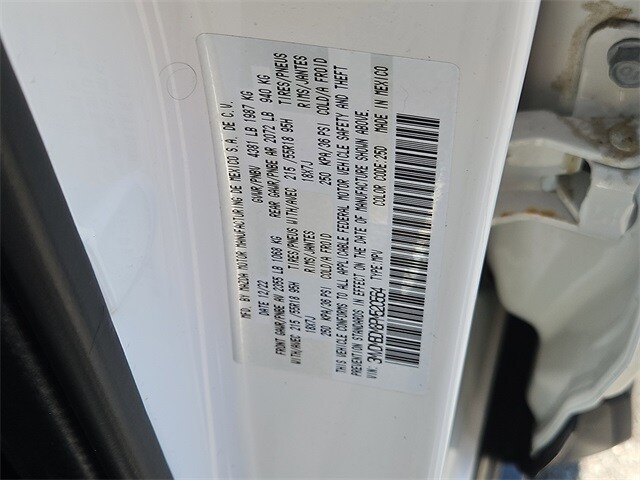 MFD. BY MAZDA MOTOR MANUFACTURING DE MEXICO S.A. DE C.V.
DATE: 12/22 GVWR/PNBV 4381 LB 1987 KG
FRONT GAWR/PNBE AV 2355 LB 1068 KG REAR GAWR/PNBE AR 2072 LB 940 KG
WITH/AVEC 215/55R18 95H TIRES/PNEUS WITH/AVEC 215/55R18 95H TIRES/PNEUS
18X7J RIMS/JANTES 18X7J RIMS/JANTES
250 KPA/36 PSI COLD/A FROID 250 KPA/36 PSI COLD/A FROID
THIS VEHICLE CONFORMS TO ALL APPLICABLE FEDERAL MOTOR VEHICLE SAFETY AND THEFT
PREVENTION STANDARDS IN EFFECT ON THE DATE OF MANUFACTURE SHOWN ABOVE.
VIN: TYPE: MPV COLOR CODE: 25D MADE IN MEXICO